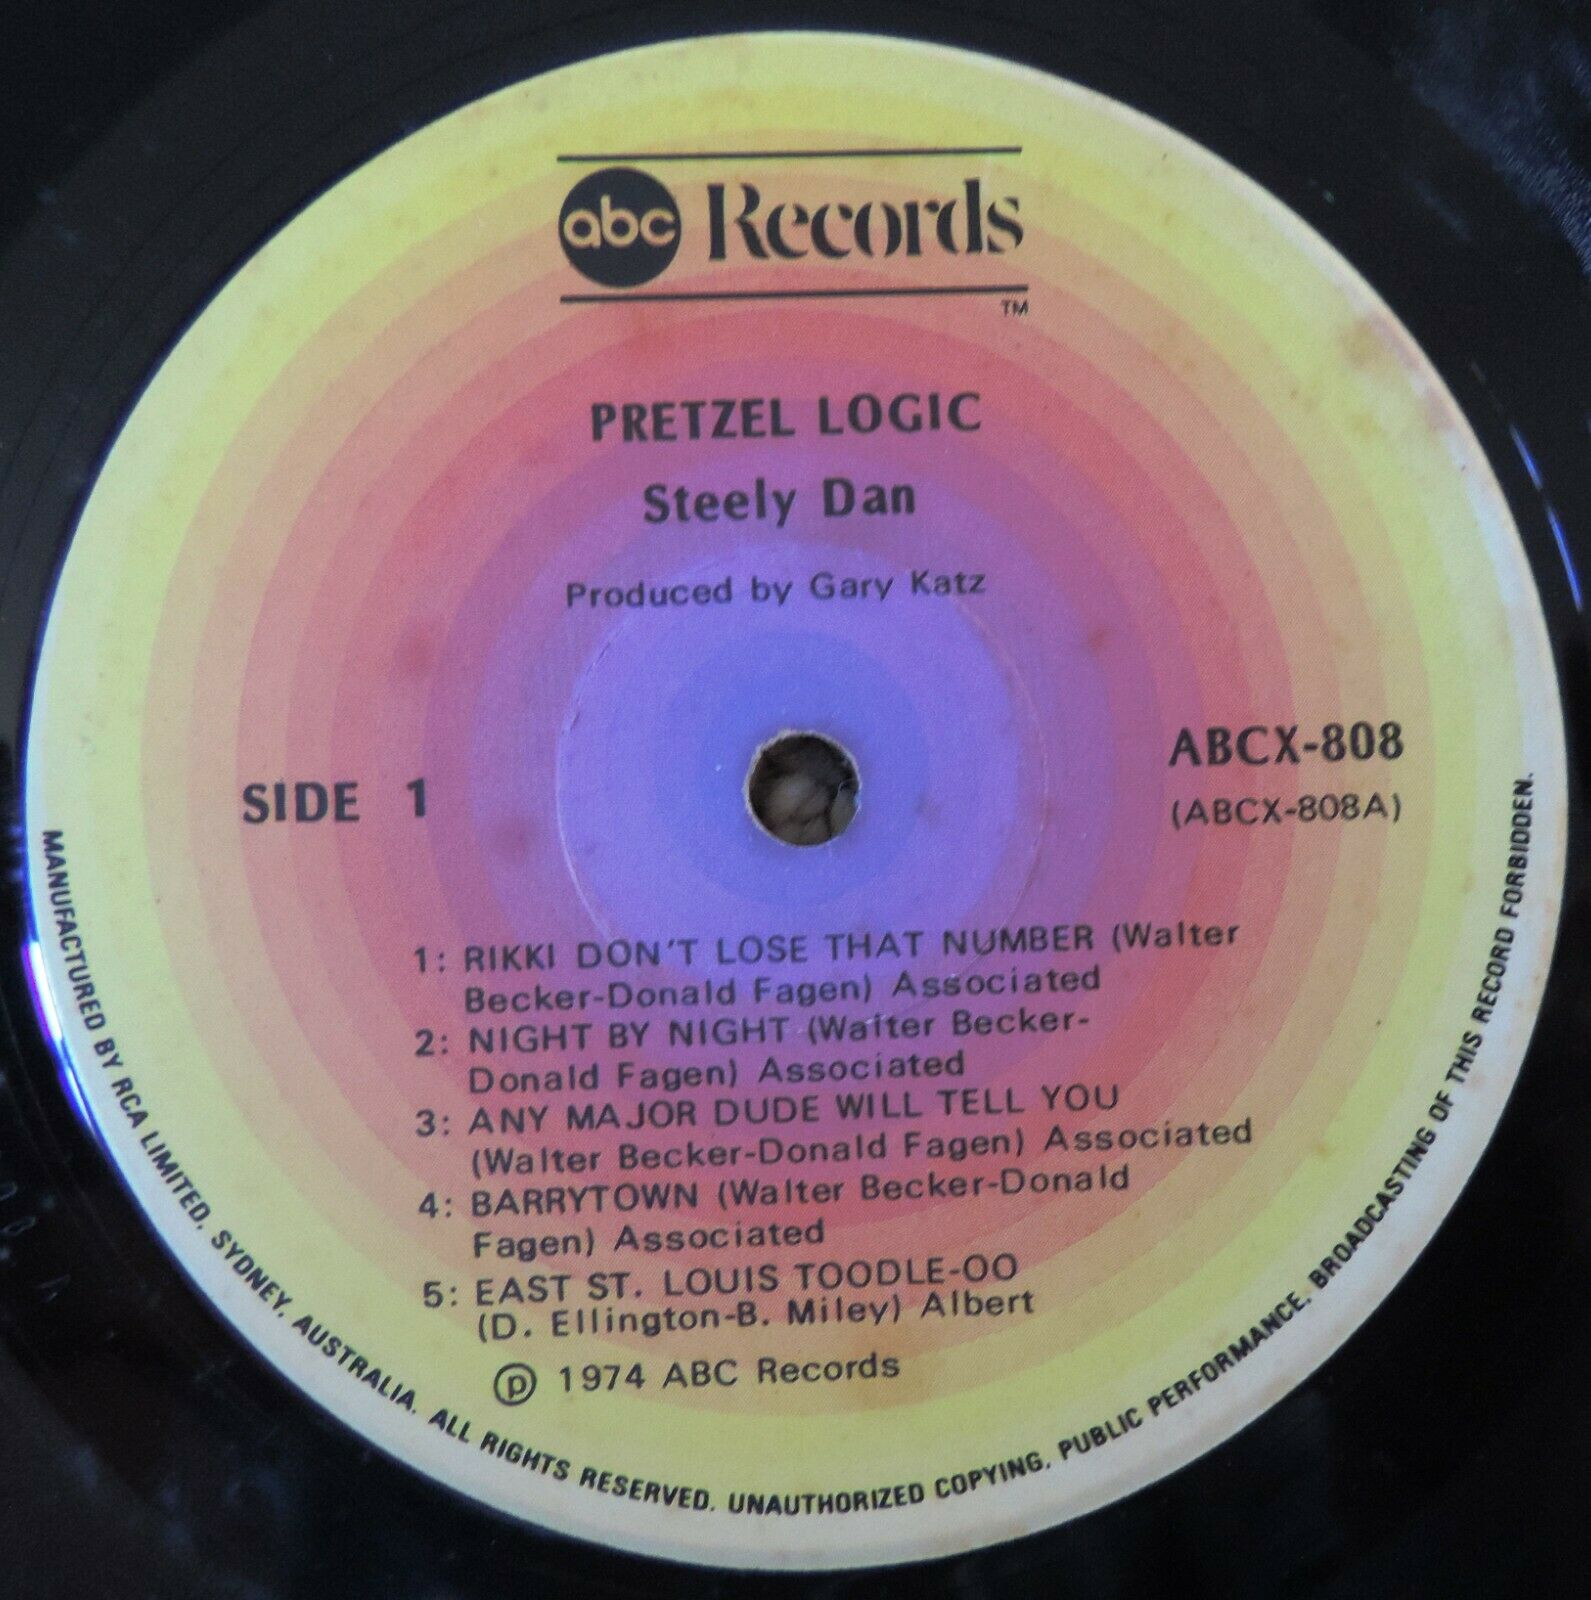 abc Records
TM
PRETZEL LOGIC
Steely Dan
Produced by Gary Katz
SIDE 1
ABCX-808
(ABCX-808A)
1: RIKKI DON'T LOSE THAT NUMBER (Walter
Becker-Donald Fagen) Associated
2: NIGHT BY NIGHT (Walter Becker-
Donald Fagen) Associated
3: ANY MAJOR DUDE WILL TELL YOU
(Walter Becker-Donald Fagen) Associated
4: BARRYTOWN (Walter Becker-Donald
Fagen) Associated
5: EAST ST. LOUIS TOODLE-OO
(D. Ellington-B. Miley) Albert
℗ 1974 ABC Records
MANUFACTURED BY RCA LIMITED, SYDNEY, AUSTRALIA. ALL RIGHTS RESERVED. UNAUTHORIZED COPYING, PUBLIC PERFORMANCE, BROADCASTING OF THIS RECORD FORBIDDEN.